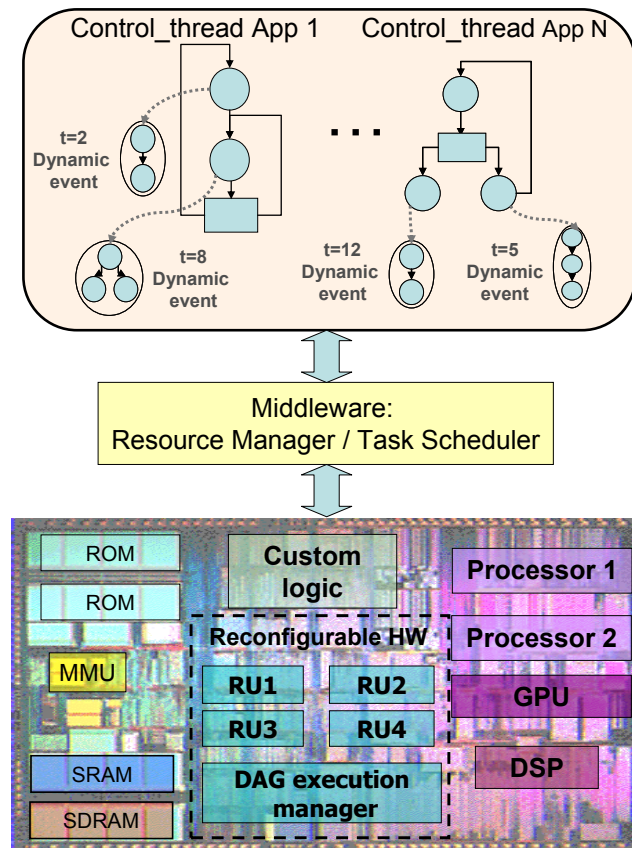 Control_thread App 1
Control_thread App N
t=2
Dynamic
event
. . .
t=8
Dynamic
event
t=12
Dynamic
event
t=5
Dynamic
event
Middleware:
Resource Manager / Task Scheduler
ROM
ROM
MMU
SRAM
SDRAM
Custom
logic
Reconfigurable HW
RU1
RU2
RU3
RU4
DAG execution
manager
Processor 1
Processor 2
GPU
DSP